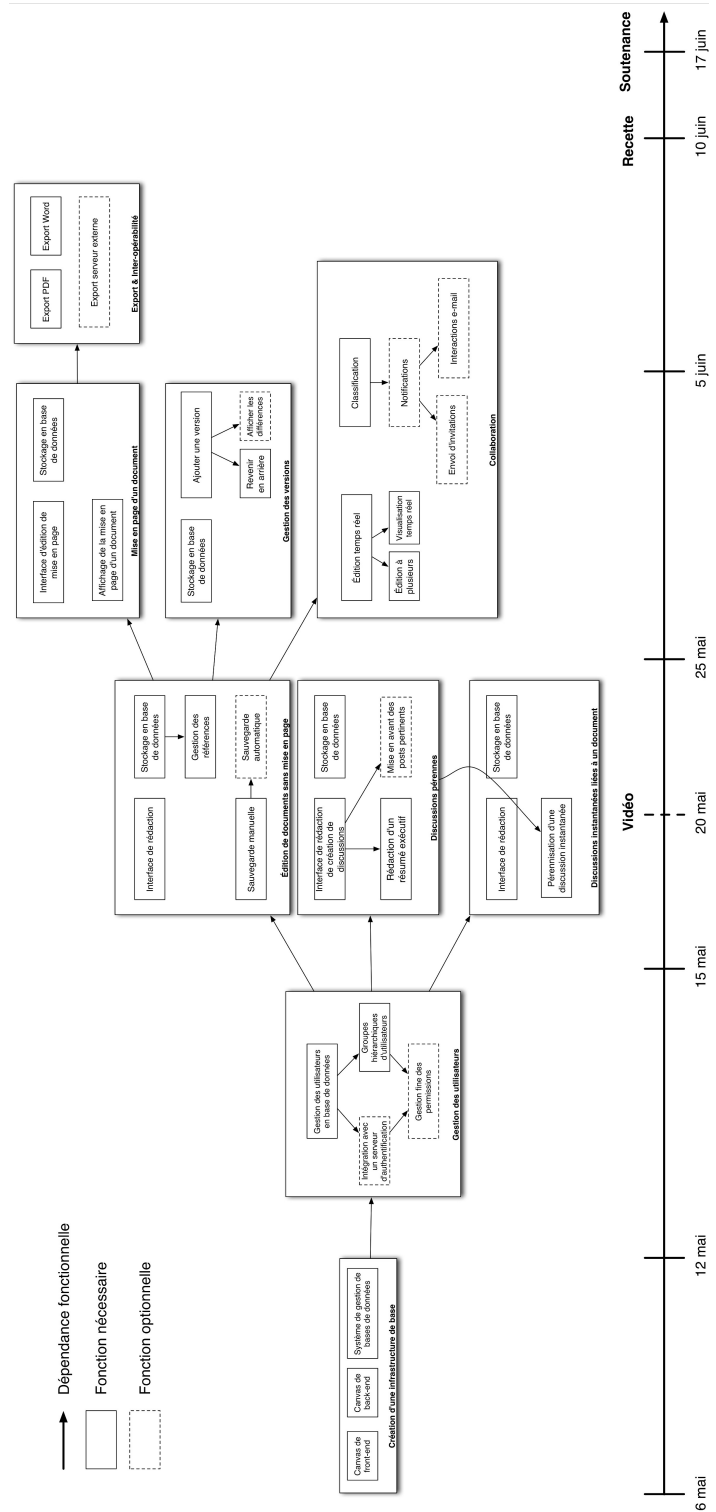 Dépendance fonctionnelle
Fonction nécessaire
Fonction optionnelle
Canvas de
front-end
Canvas de
back-end
Système de gestion de
bases de données
Création d'une infrastructure de base
Gestion des utilisateurs
en base de données
Intégration avec
un serveur
d'authentification
Groupes
hiérarchiques
d'utilisateurs
Gestion fine des
permissions
Gestion des utilisateurs
Interface de rédaction
Stockage en base
de données
Gestion des
références
Sauvegarde manuelle
Sauvegarde
automatique
Édition de documents sans mise en page
Interface de rédaction
de création de
discussions
Stockage en base
de données
Rédaction d'un
résumé exécutif
Mise en avant des
posts pertinents
Discussions pérennes
Interface de rédaction
Stockage en base
de données
Pérennisation d'une
discussion instantanée
Discussions instantanées liées à un document
Interface d'édition de
mise en page
Stockage en base
de données
Affichage de la mise en
page d'un document
Mise en page d'un document
Stockage en base
de données
Ajouter une version
Revenir
en arrière
Afficher les
différences
Gestion des versions
Édition temps réel
Édition à
plusieurs
Visualisation
temps réel
Classification
Notifications
Envoi d'invitations
Interactions e-mail
Collaboration
Export PDF
Export Word
Export serveur externe
Export & Inter-opérabilité
Vidéo
Recette
Soutenance
6 mai
12 mai
15 mai
20 mai
25 mai
5 juin
10 juin
17 juin